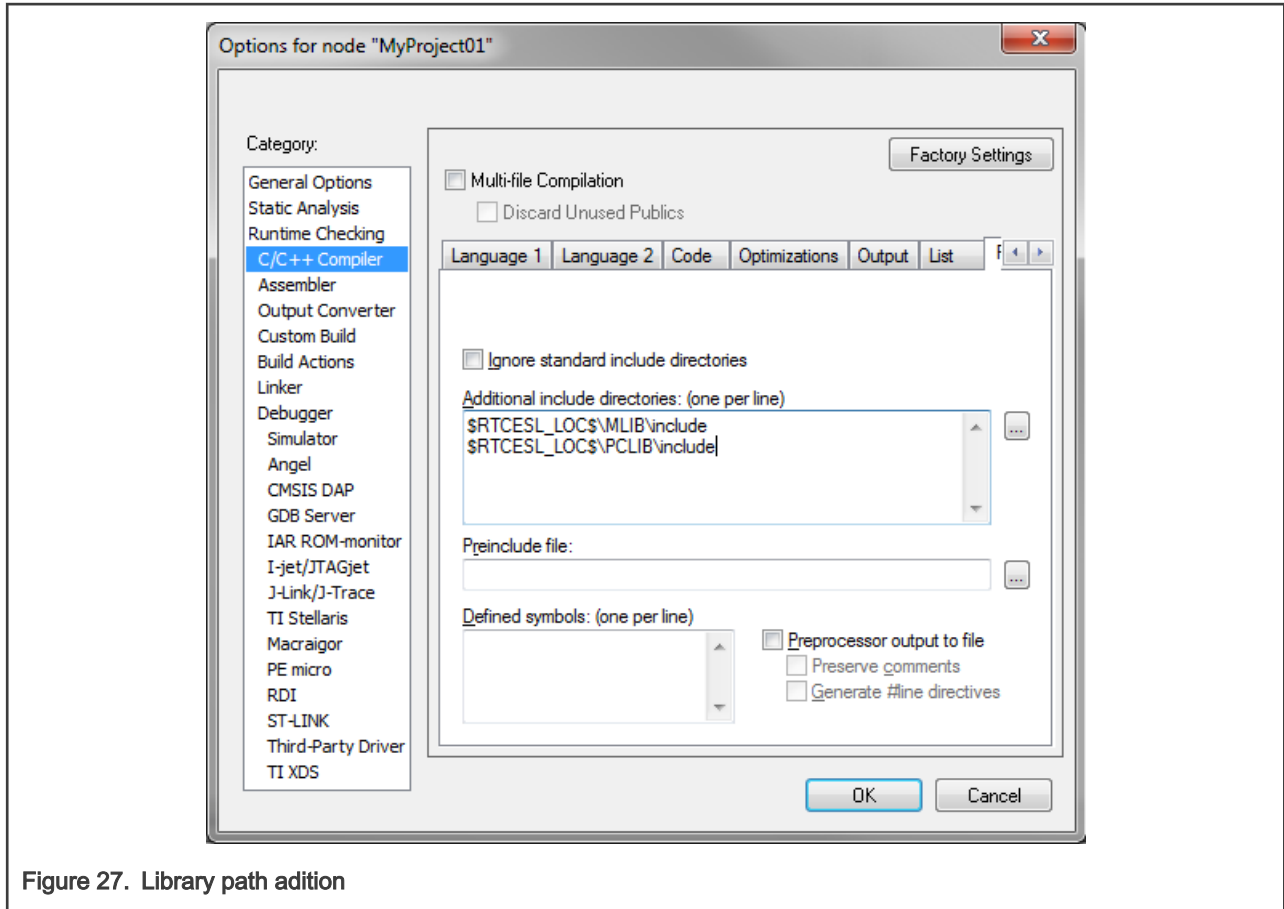 Options for node "MyProject01"
Category:
General Options
Static Analysis
Runtime Checking
C/C++ Compiler
Assembler
Output Converter
Custom Build
Build Actions
Linker
Debugger
Simulator
Angel
CMSIS DAP
GDB Server
IAR ROM-monitor
I-jet/JTAGjet
J-Link/J-Trace
TI Stellaris
Macraigor
PE micro
RDI
ST-LINK
Third-Party Driver
TI XDS
Factory Settings
Multi-file Compilation
Discard Unused Publics
Language 1 Language 2 Code Optimizations Output List
Ignore standard include directories
Additional include directories: (one per line)
$RTCESL_LOC$\MLIB\include
$RTCESL_LOC$\PCLIB\include
...
Preinclude file:
...
Defined symbols: (one per line)
Preprocessor output to file
Preserve comments
Generate #line directives
OK Cancel
Figure 27. Library path adition